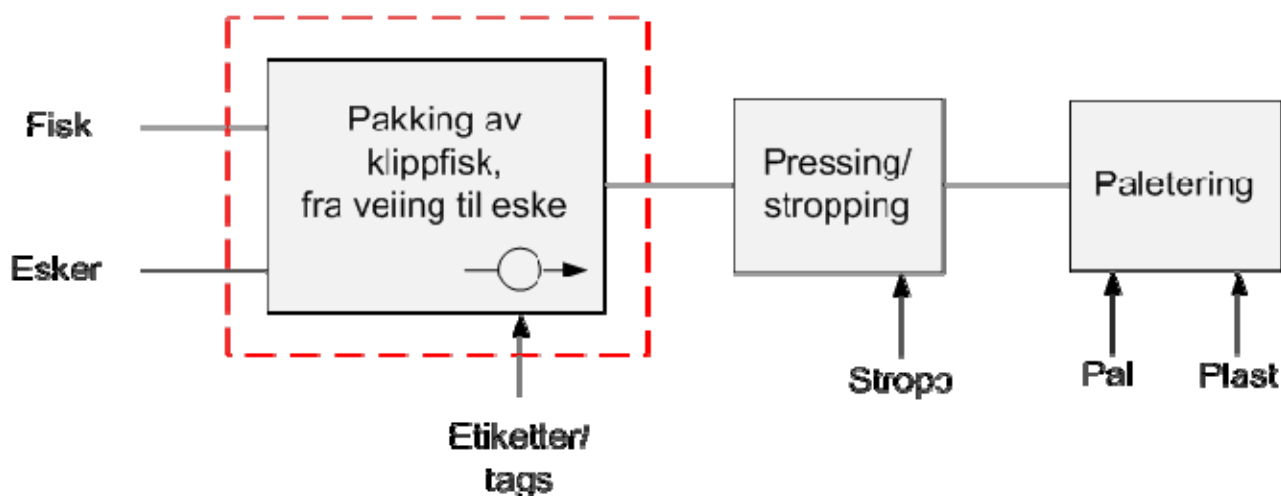 Fisk
Esker
Pakking av
klippfisk,
fra veiing til eske
Etiketter/
tags
Pressing/
stropping
Stropp
Paletering
Pal
Plast